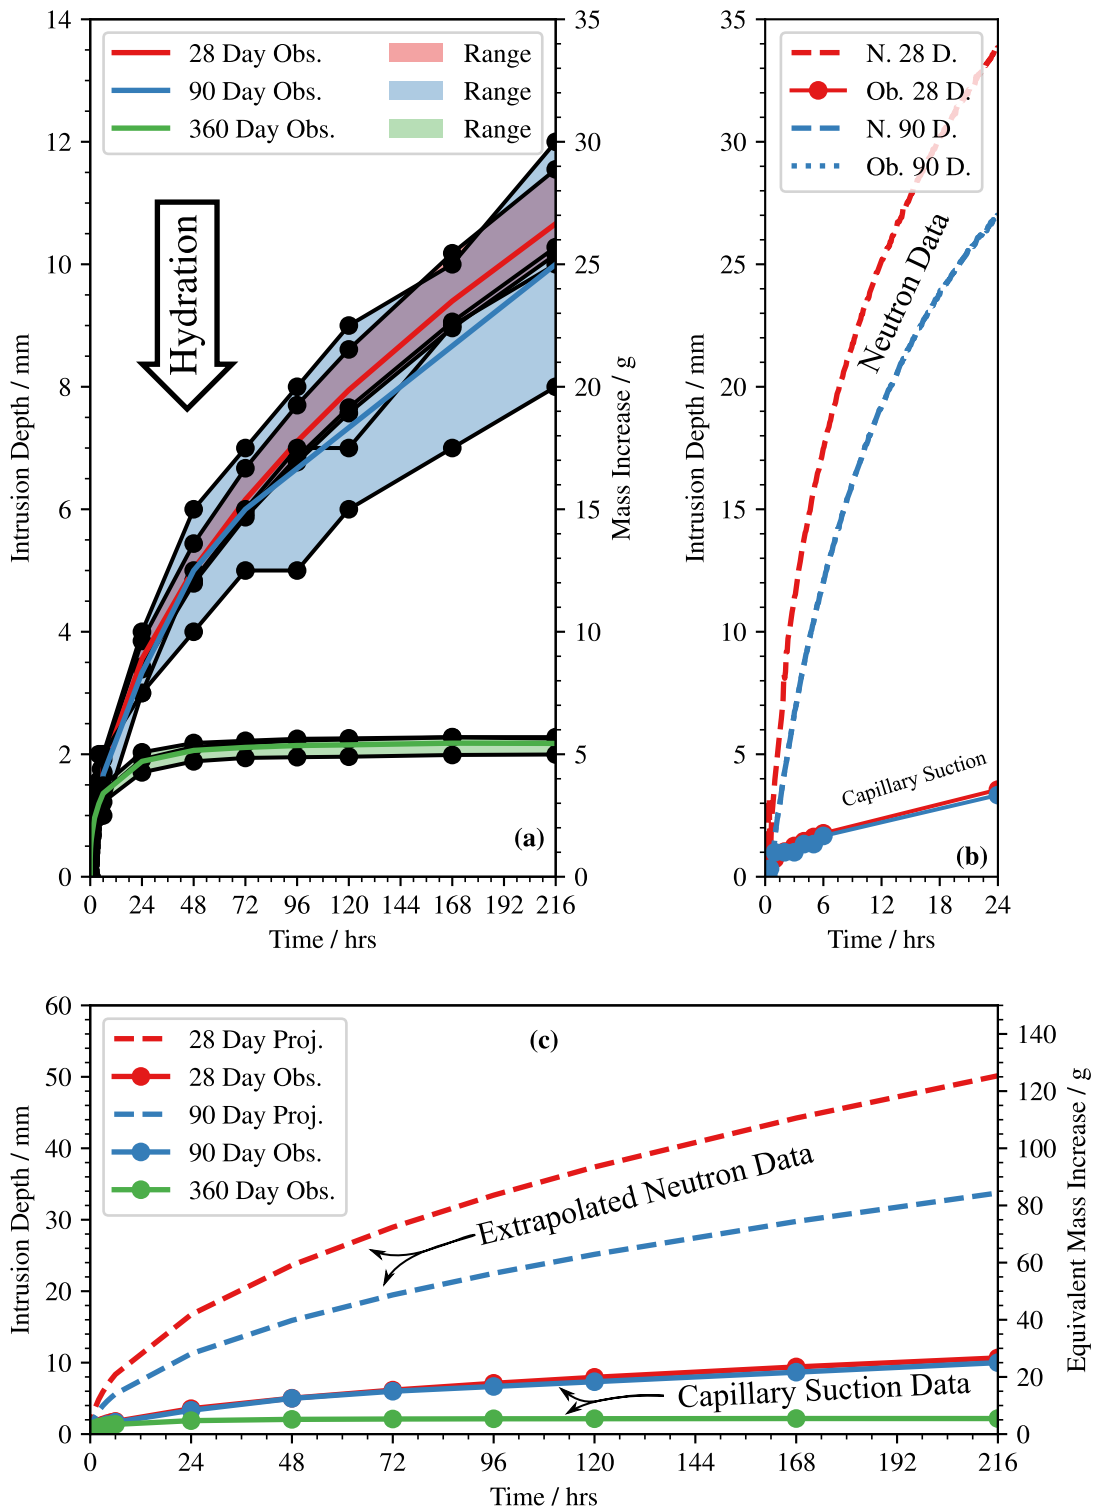 14
12
10
8
6
4
2
0
Intrusion Depth / mm
28 Day Obs.
90 Day Obs.
360 Day Obs.
Range
Range
Range
Hydration
(a)
35
30
25
20
15
10
5
0
Mass Increase / g
0 24 48 72 96 120 144 168 192 216
Time / hrs
35
30
25
20
15
10
5
0
Intrusion Depth / mm
N. 28 D.
Ob. 28 D.
N. 90 D.
Ob. 90 D.
Neutron Data
Capillary Suction
(b)
0 6 12 18 24
Time / hrs
60
50
40
30
20
10
0
Intrusion Depth / mm
28 Day Proj.
28 Day Obs.
90 Day Proj.
90 Day Obs.
360 Day Obs.
(c)
Extrapolated Neutron Data
Capillary Suction Data
140
120
100
80
60
40
20
0
Equivalent Mass Increase / g
0 24 48 72 96 120 144 168 192 216
Time / hrs